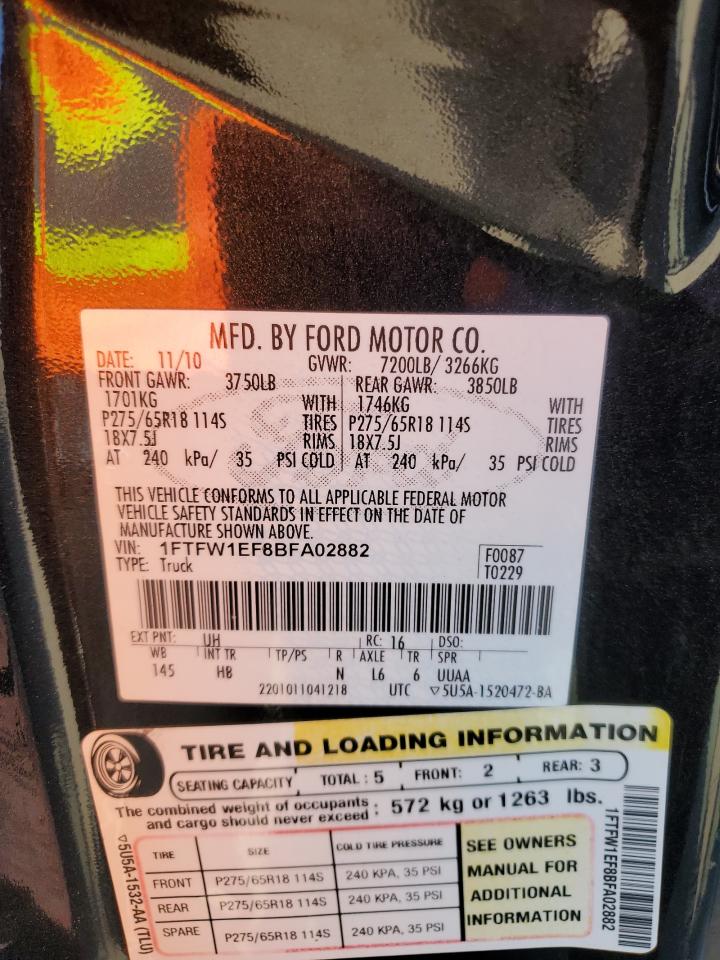 MFD. BY FORD MOTOR CO.
DATE: 11/10 GVWR: 7200LB/ 3266KG
FRONT GAWR: 3750LB REAR GAWR: 3850LB
1701KG WITH 1746KG WITH
P275/65R18 114S TIRES P275/65R18 114S TIRES
18X7.5J RIMS 18X7.5J RIMS
AT 240 kPa/ 35 PSI COLD AT 240 kPa/ 35 PSI COLD
THIS VEHICLE CONFORMS TO ALL APPLICABLE FEDERAL MOTOR
VEHICLE SAFETY STANDARDS IN EFFECT ON THE DATE OF
MANUFACTURE SHOWN ABOVE.
VIN: 1FTFW1EF8BFA02882 F0087
TYPE: Truck T0229
EXT PNT: UH RC: 16 DSO:
WB INT TR TP/PS R AXLE TR SPR
145 HB N L6 6 UUAA
2201011041218 UTC ▽5U5A-1520472-BA
TIRE AND LOADING INFORMATION
SEATING CAPACITY TOTAL : 5 FRONT: 2 REAR: 3
The combined weight of occupants
and cargo should never exceed : 572 kg or 1263 lbs.
TIRE SIZE COLD TIRE PRESSURE
FRONT P275/65R18 114S 240 KPA, 35 PSI
REAR P275/65R18 114S 240 KPA, 35 PSI
SPARE P275/65R18 114S 240 KPA, 35 PSI
SEE OWNERS
MANUAL FOR
ADDITIONAL
INFORMATION
▽5U5A-1532-AA (TLU)
1FTFW1EF8BFA02882